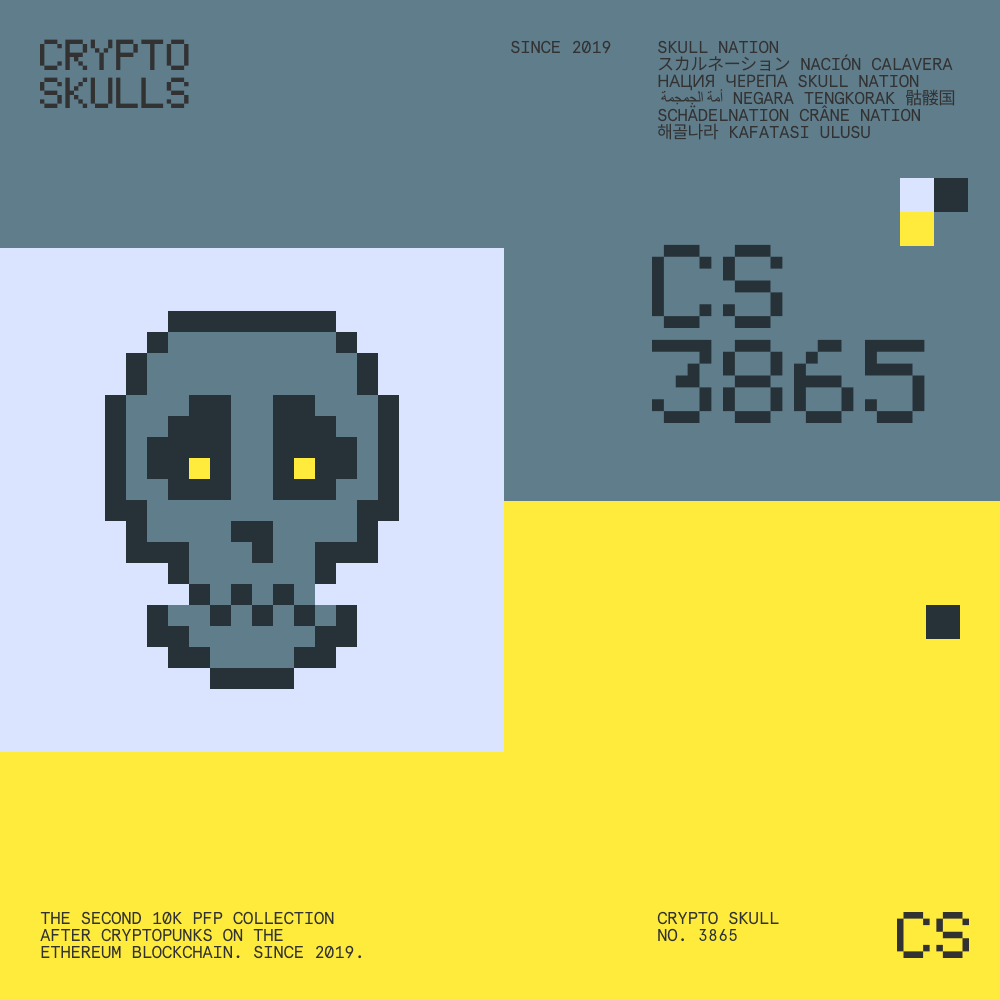 CRYPTO
SKULLS
SINCE 2019
SKULL NATION
スカルネーション NACIÓN CALAVERA
НАЦИЯ ЧЕРЕПА SKULL NATION
أمة الجمجمة NEGARA TENGKORAK 骷髅国
SCHÄDELNATION CRÂNE NATION
해골나라 KAFATASI ULUSU
CS
3865
THE SECOND 10K PFP COLLECTION
AFTER CRYPTOPUNKS ON THE
ETHEREUM BLOCKCHAIN. SINCE 2019.
CRYPTO SKULL
NO. 3865
CS